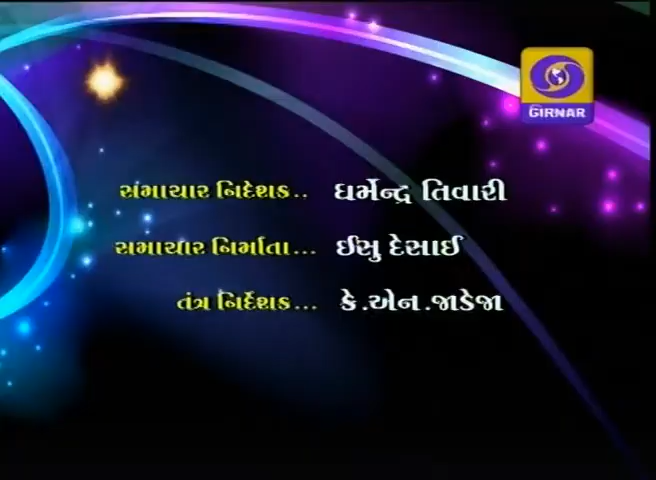 GIRNAR
સમાચાર નિદેશક.. ધર્મેન્દ્ર તિવારી
સમાચાર નિર્માતા... ઈસુ દેસાઈ
તંત્ર નિર્દેશક... કે.એન.જાડેજા